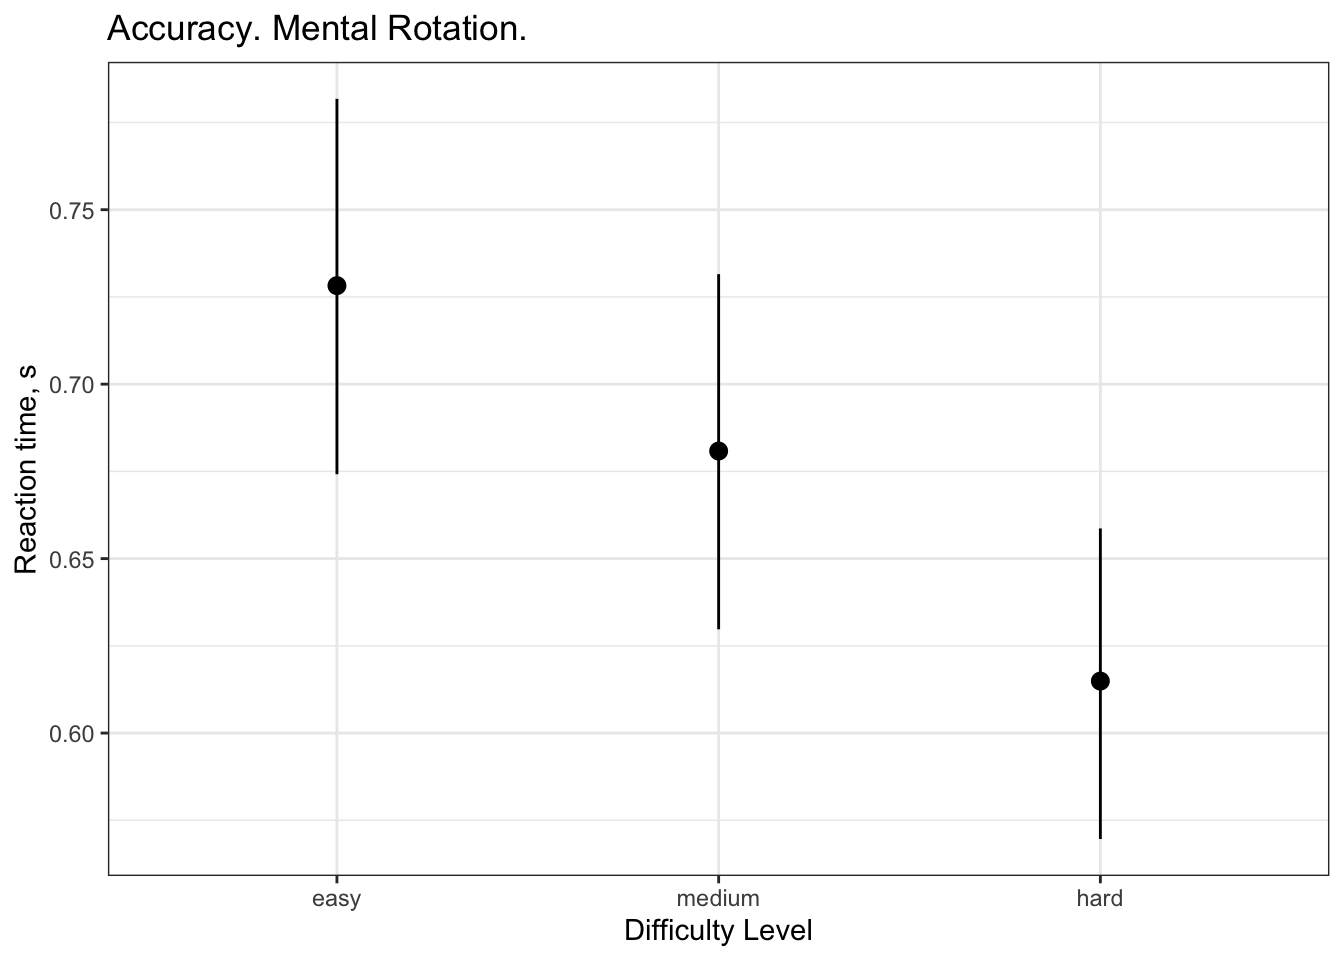 Accuracy. Mental Rotation.
Reaction time, s
0.75
0.70
0.65
0.60
easy medium hard
Difficulty Level